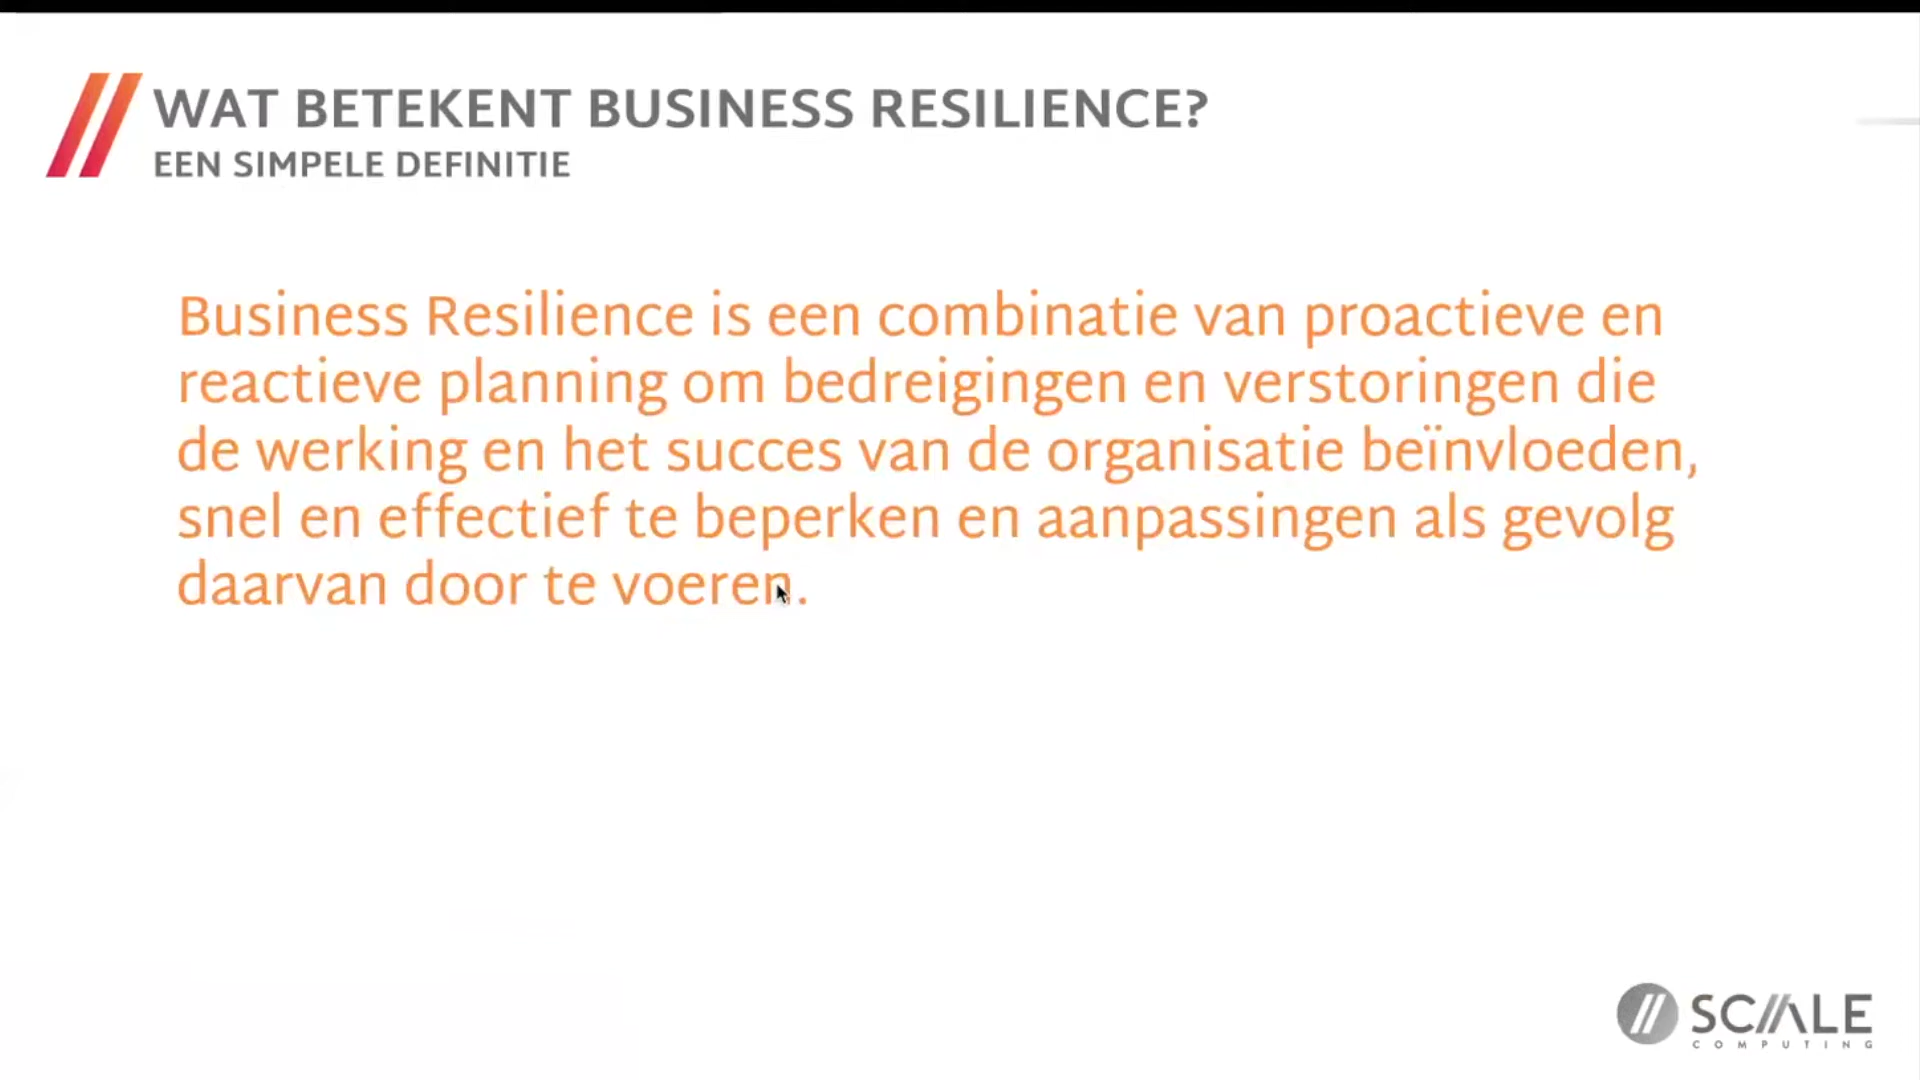 WAT BETEKENT BUSINESS RESILIENCE?
EEN SIMPELE DEFINITIE
Business Resilience is een combinatie van proactieve en
reactieve planning om bedreigingen en verstoringen die
de werking en het succes van de organisatie beïnvloeden,
snel en effectief te beperken en aanpassingen als gevolg
daarvan door te voeren.
SCALE
COMPUTING